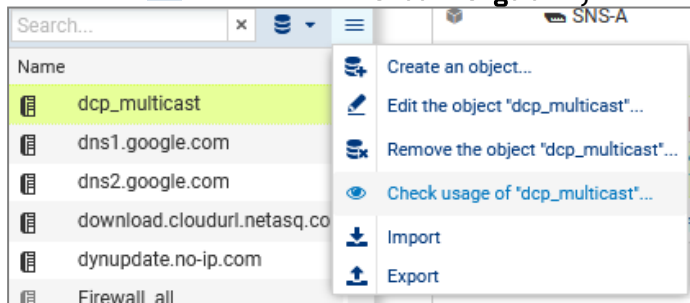 Search...
SNS-A
Name
dcp_multicast
dns1.google.com
dns2.google.com
download.cloudurl.netasq.co
dynupdate.no-ip.com
Firewall_all
Create an object...
Edit the object "dcp_multicast"...
Remove the object "dcp_multicast"...
Check usage of "dcp_multicast"...
Import
Export